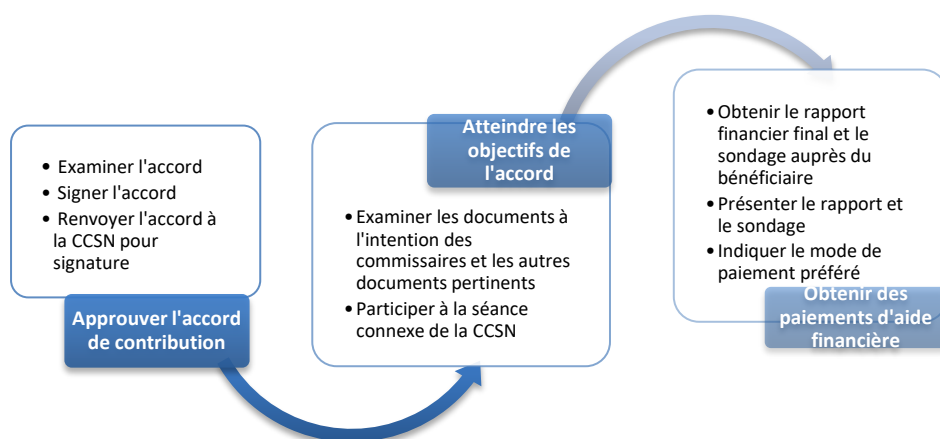 • Examiner l'accord
• Signer l'accord
• Renvoyer l'accord à
la CCSN pour
signature
Approuver l'accord
de contribution
Atteindre les
objectifs de
l'accord
• Examiner les documents à
l'intention des
commissaires et les autres
documents pertinents
• Participer à la séance
connexe de la CCSN
• Obtenir le rapport
financier final et le
sondage auprès du
bénéficiaire
• Présenter le rapport et
le sondage
• Indiquer le mode de
paiement préféré
Obtenir des
paiements d'aide
financière